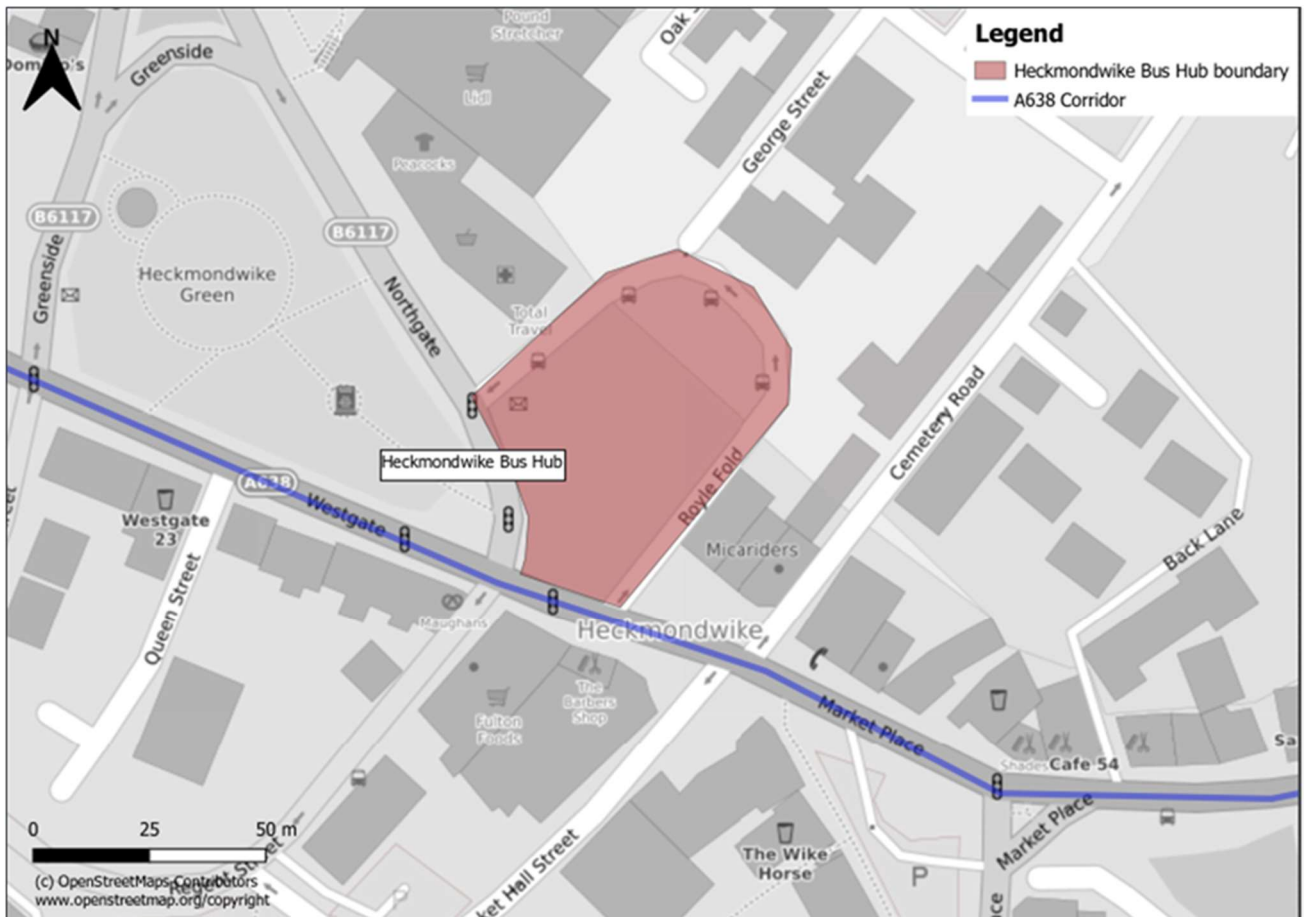 Legend
Heckmondwike Bus Hub boundary
A638 Corridor
N
Greenside
Pound
Stretcher
Lidl
Peacocks
George Street
B6117
B6117
Greenside
Heckmondwike
Green
Northgate
Total
Travel
Heckmondwike Bus Hub
Royle Fold
Cemetery Road
A638
Westgate
Westgate
23
Queen Street
Micariders
Back Lane
Maughans
Heckmondwike
The
Barbers
Shop
Fulton
Foods
Market Place
Shades
Cafe 54
Market Place
The Wike
Horse
P
0 25 50 m
(c) OpenStreetMaps Contributors
www.openstreetmap.org/copyright